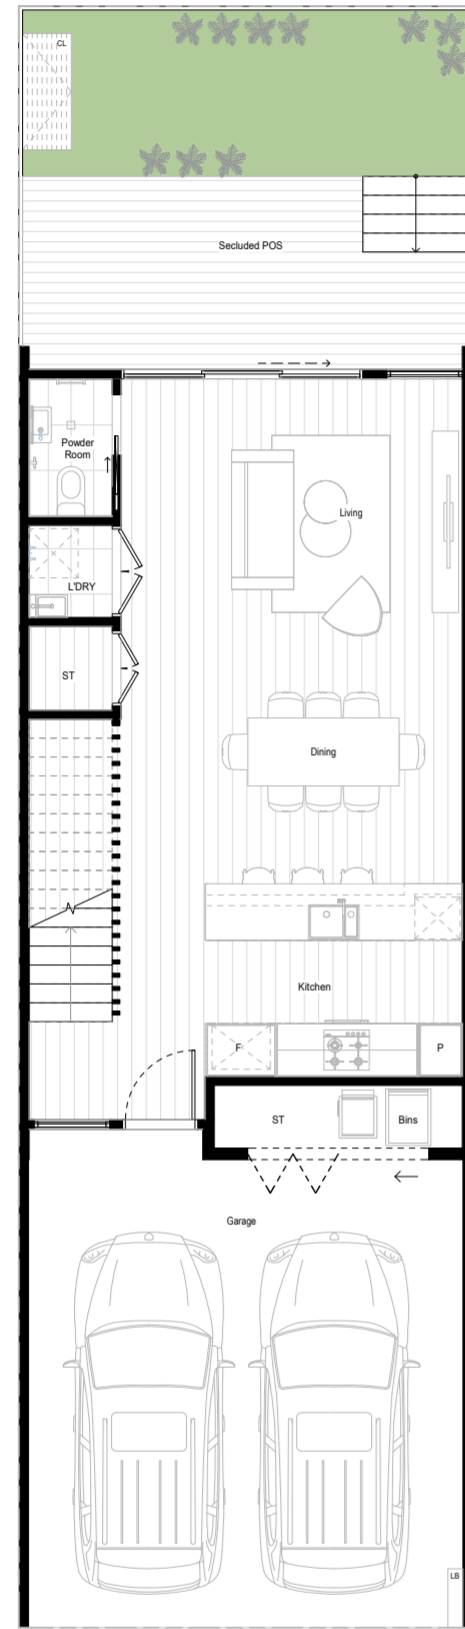 CL
Secluded POS
Powder
Room
Living
L'DRY
ST
Dining
Kitchen
F
P
ST
Bins
Garage
LB